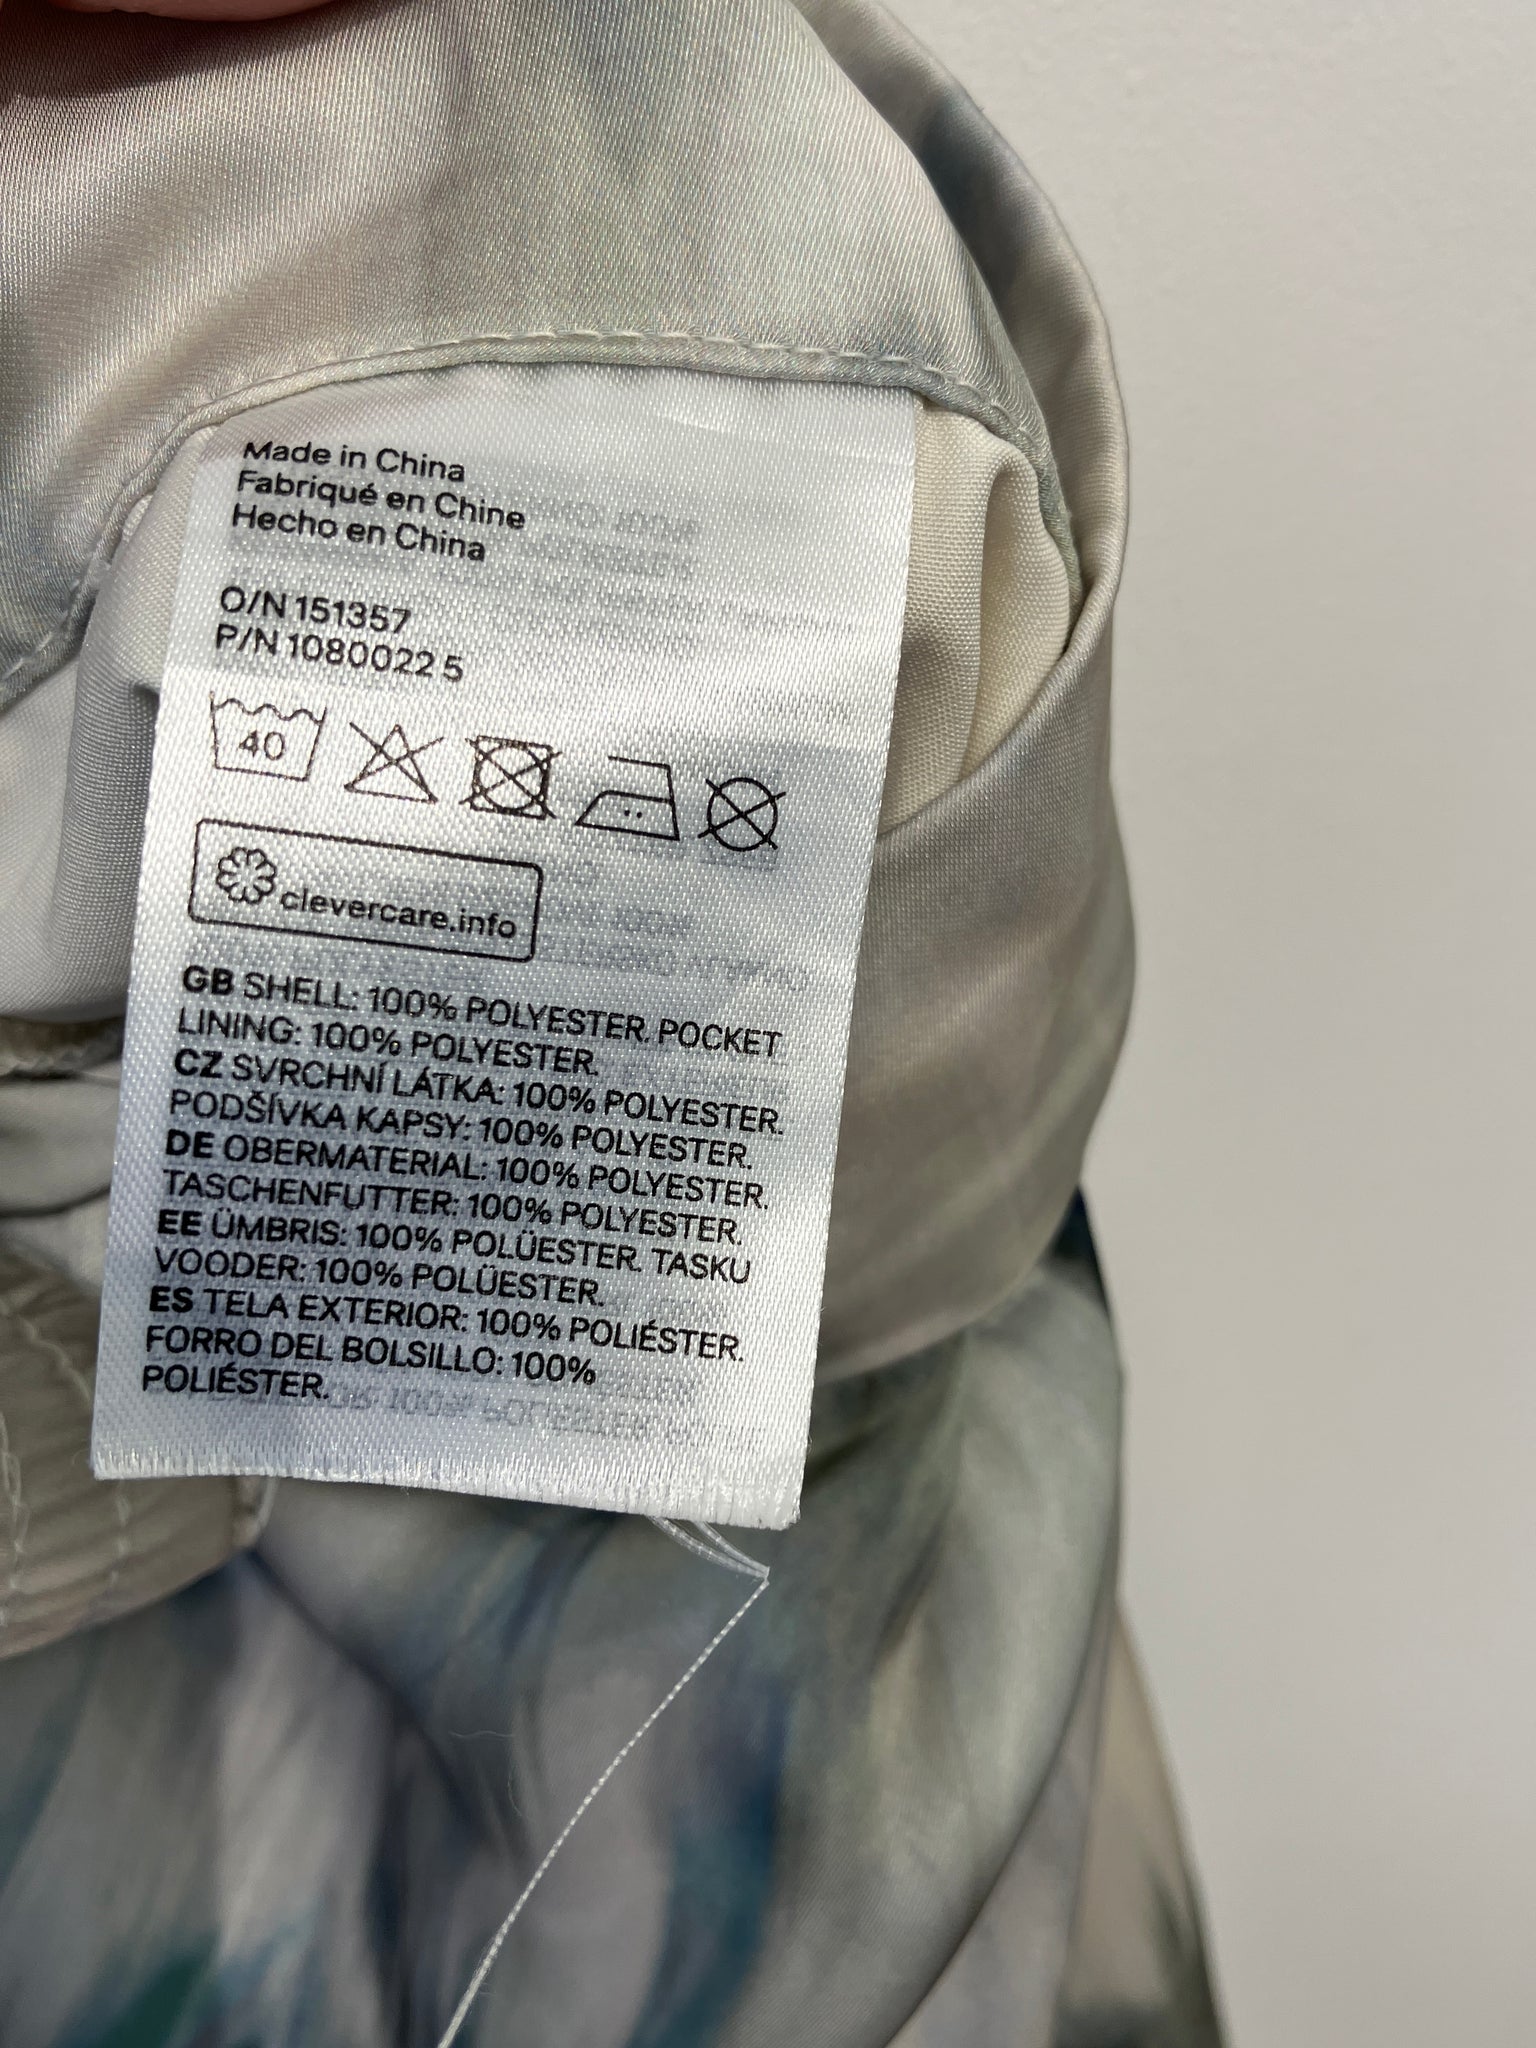 Made in China
Fabriqué en Chine
Hecho en China
O/N 151357
P/N 1080022 5
40
clevercare.info
GB SHELL: 100% POLYESTER. POCKET
LINING: 100% POLYESTER.
CZ SVRCHNÍ LÁTKA: 100% POLYESTER.
PODŠÍVKA KAPSY: 100% POLYESTER.
DE OBERMATERIAL: 100% POLYESTER.
TASCHENFUTTER: 100% POLYESTER.
EE ÜMBRIS: 100% POLÜESTER. TASKU
VOODER: 100% POLÜESTER.
ES TELA EXTERIOR: 100% POLIÉSTER.
FORRO DEL BOLSILLO: 100%
POLIÉSTER.